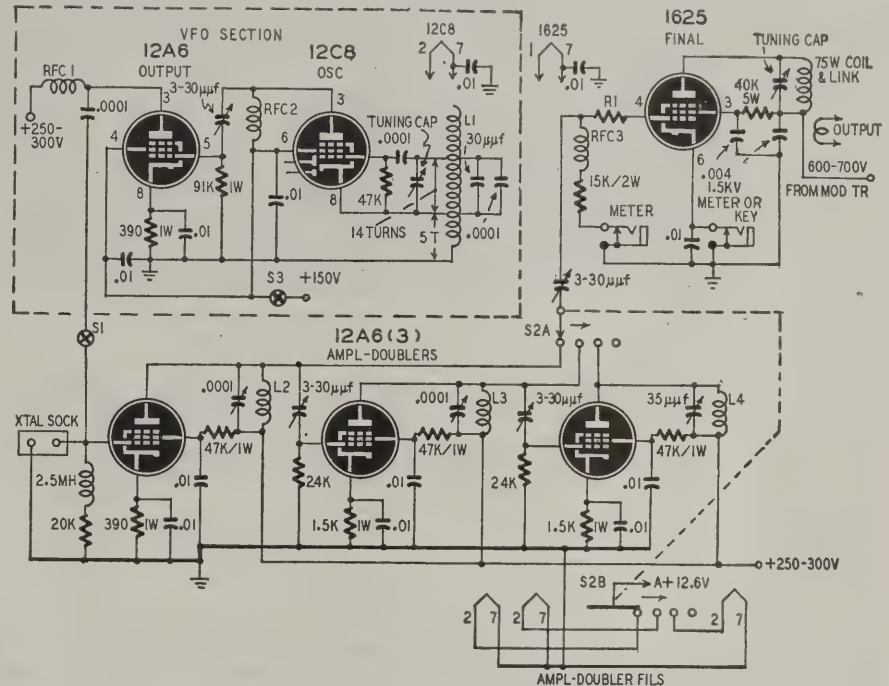 VFO SECTION
12A6
OUTPUT
12C8
OSC
12C8
2 7
.01
1625
1 7
.01
1625
FINAL
TUNING CAP
75W COIL
& LINK
RFC 1
.0001
+250-
300V
3-30µµf
RFC2
3
4
5
8
91K
1W
390
1W
.01
.01
3
6
8
.01
TUNING CAP
.0001
L1
30µµf
47K
.0001
14 TURNS
5T
S3
+150V
R1
RFC3
15K/2W
METER
4
3
6
40K
5W
OUTPUT
600-700V
FROM MOD TR
.004
1.5KV
METER OR
KEY
.01
3-30µµf
S1
12A6(3)
AMPL-DOUBLERS
S2A
XTAL SOCK
2.5MH
20K
.0001
L2
47K/1W
390
1W
.01
.01
3-30µµf
24K
.0001
L3
47K/1W
1.5K
1W
.01
.01
3-30µµf
24K
35µµf
L4
47K/1W
1.5K
1W
.01
.01
+250-300V
S2B
A+12.6V
2 7
2 7
2 7
AMPL-DOUBLER FILS